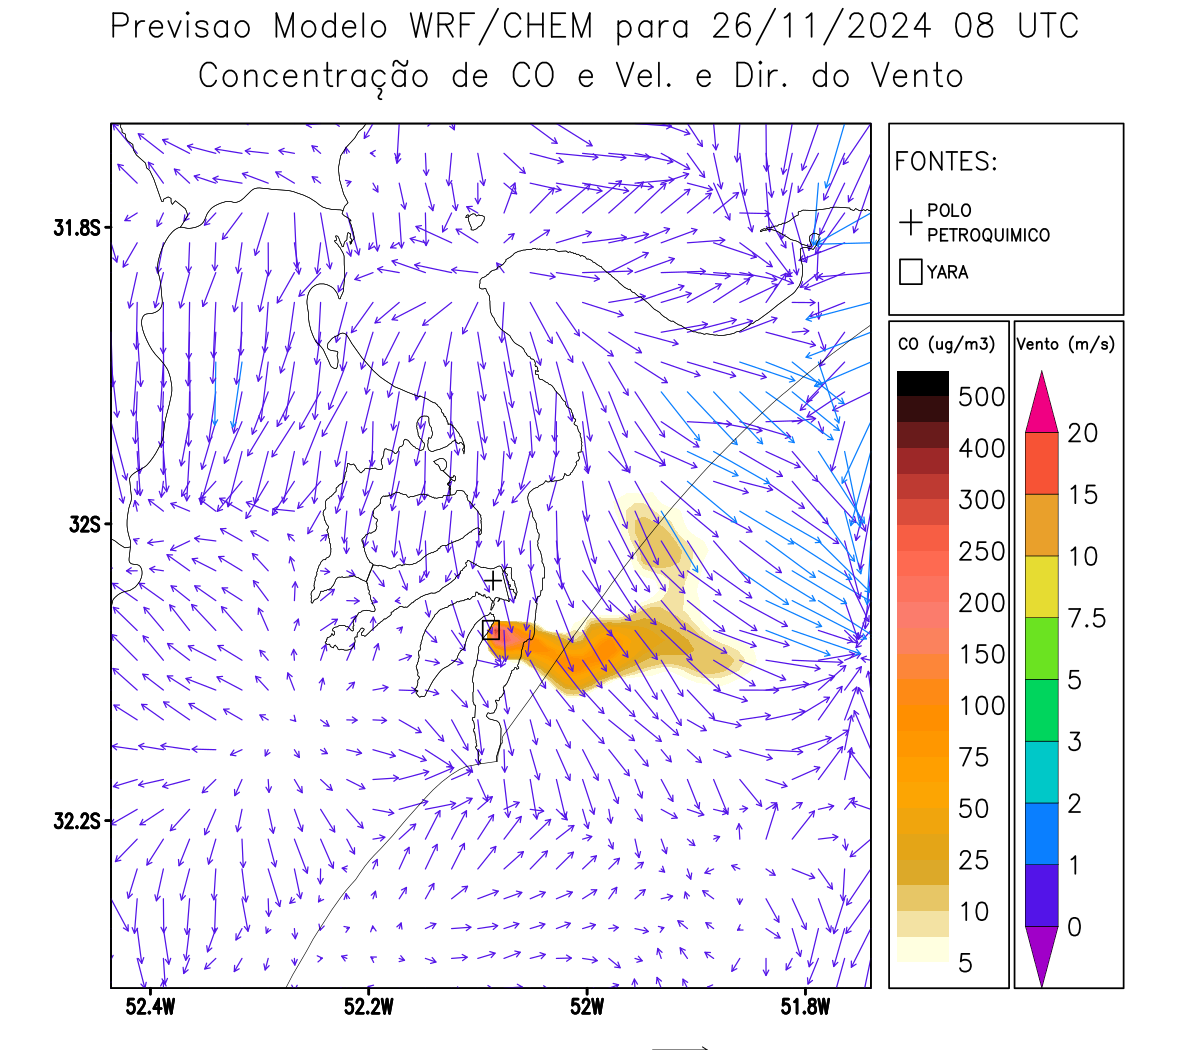 Previsao Modelo WRF/CHEM para 26/11/2024 08 UTC
Concentração de CO e Vel. e Dir. do Vento
FONTES:
POLO
PETROQUIMICO
YARA
CO (ug/m3)
500
400
300
250
200
150
100
75
50
25
10
5
Vento (m/s)
20
15
10
7.5
5
3
2
1
0
31.8S
32S
32.2S
52.4W
52.2W
52W
51.8W